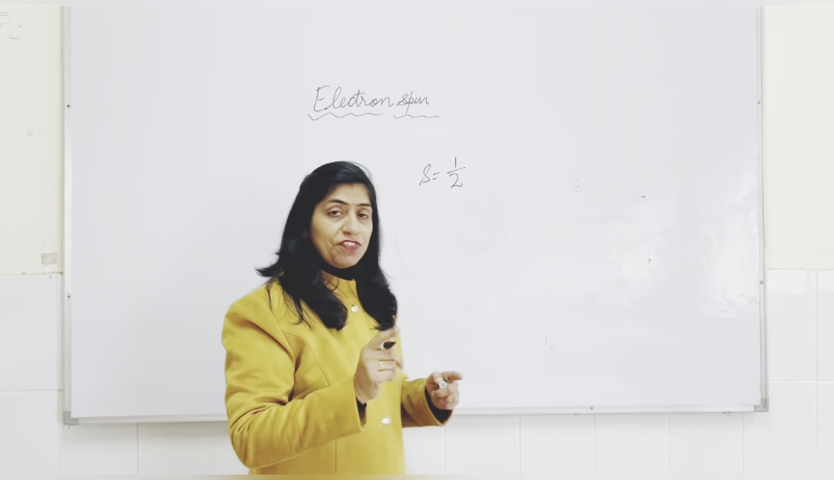 Electron spin
s = 1/2